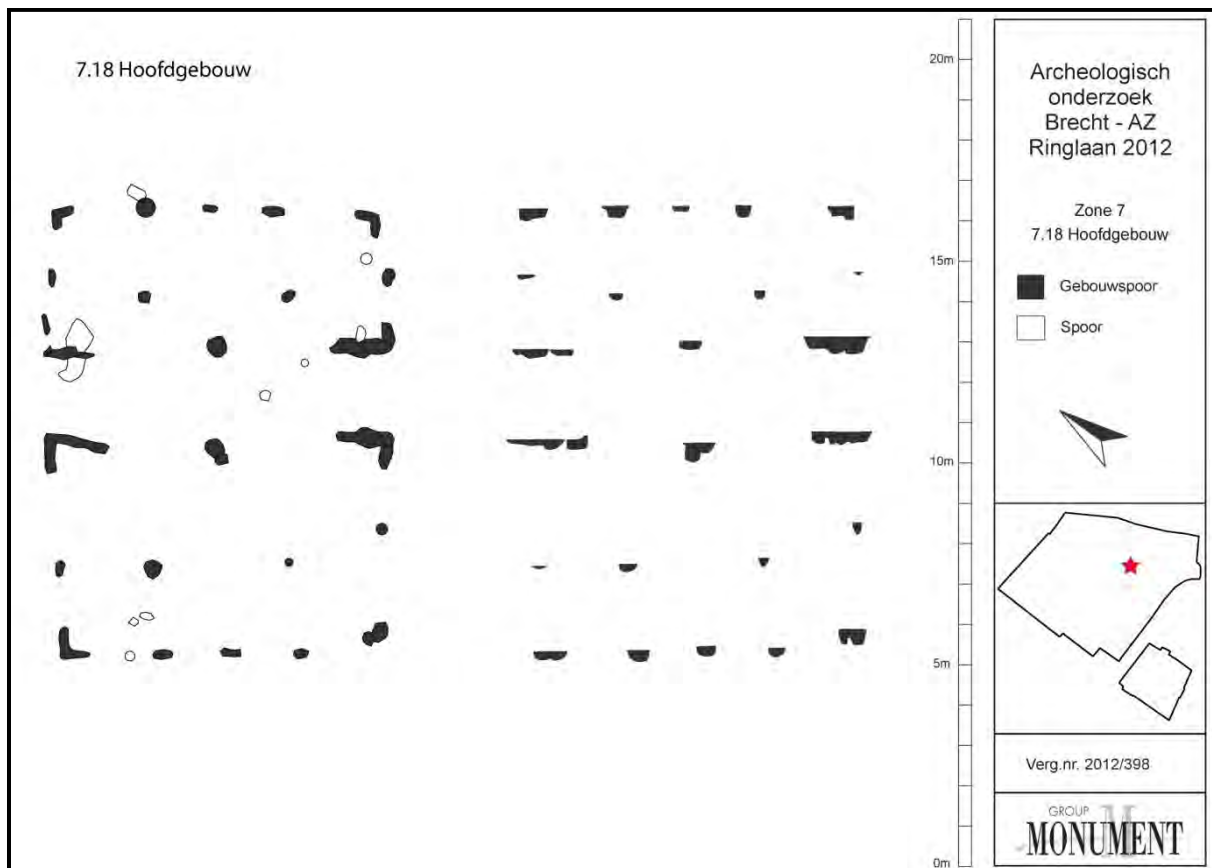 7.18 Hoofdgebouw
20m
15m
10m
5m
0m
Archeologisch
onderzoek
Brecht - AZ
Ringlaan 2012
Zone 7
7.18 Hoofdgebouw
Gebouwspoor
Spoor
Verg.nr. 2012/398
GROUP
MONUMENT